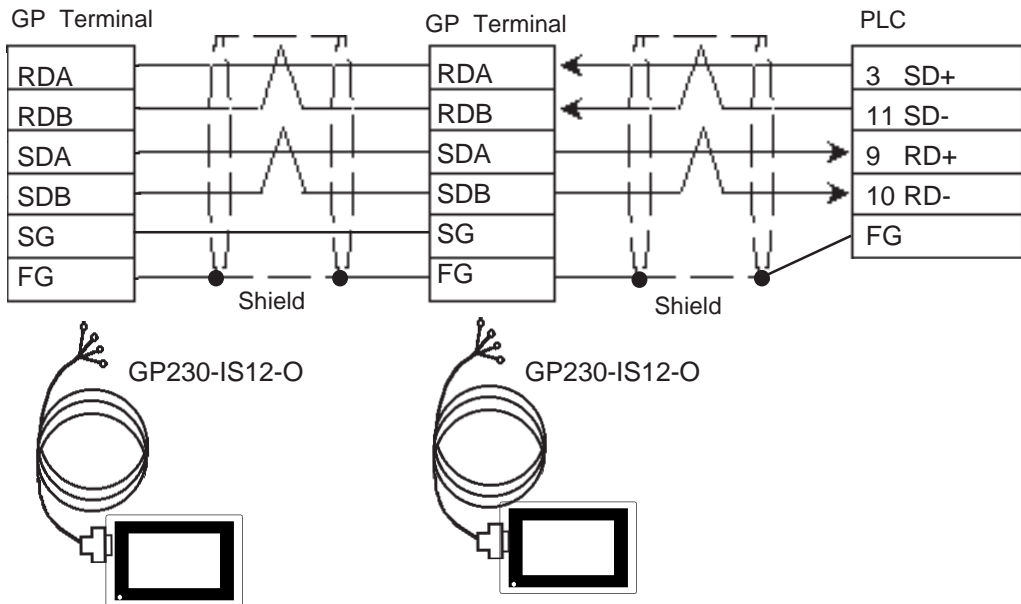 GP Terminal GP Terminal PLC
RDA RDA 3 SD+
RDB RDB 11 SD-
SDA SDA 9 RD+
SDB SDB 10 RD-
SG SG FG
FG FG
Shield Shield
GP230-IS12-O GP230-IS12-O